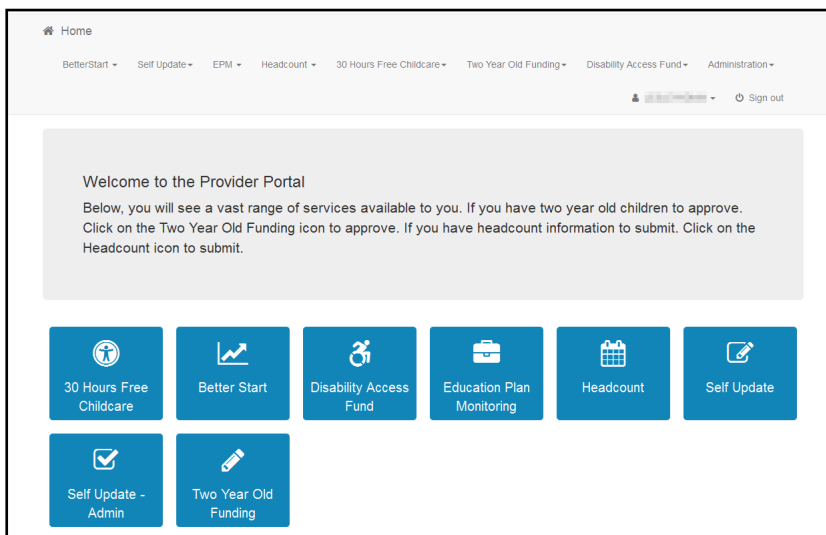 Home
BetterStart Self Update EPM Headcount 30 Hours Free Childcare Two Year Old Funding Disability Access Fund Administration
Sign out
Welcome to the Provider Portal
Below, you will see a vast range of services available to you. If you have two year old children to approve.
Click on the Two Year Old Funding icon to approve. If you have headcount information to submit. Click on the
Headcount icon to submit.
30 Hours Free
Childcare
Better Start
Disability Access
Fund
Education Plan
Monitoring
Headcount
Self Update
Self Update -
Admin
Two Year Old
Funding